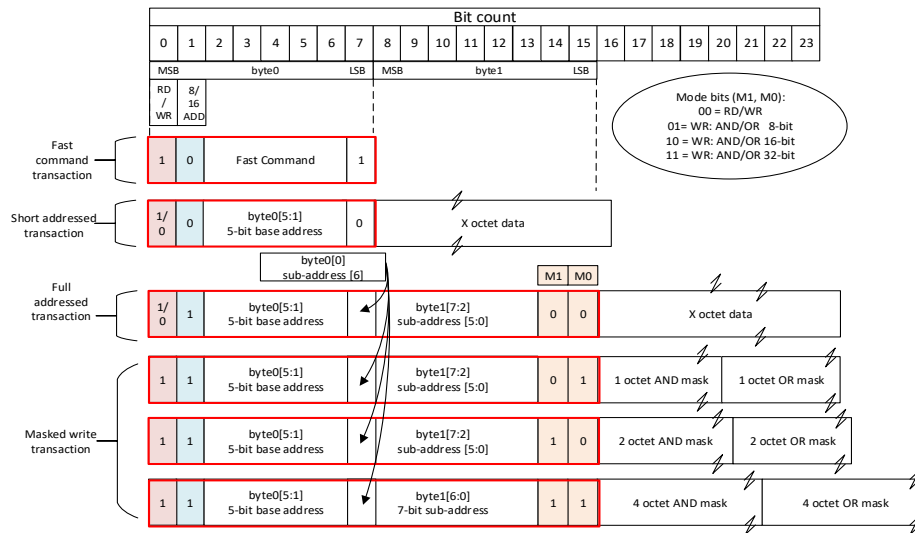 Bit count
0 1 2 3 4 5 6 7 8 9 10 11 12 13 14 15 16 17 18 19 20 21 22 23
MSB byte0 LSB MSB byte1 LSB
RD
/
WR
8/
16
ADD
Mode bits (M1, M0):
00 = RD/WR
01= WR: AND/OR 8-bit
10 = WR: AND/OR 16-bit
11 = WR: AND/OR 32-bit
Fast
command
transaction
1 0 Fast Command 1
Short addressed
transaction
1/
0
0
byte0[5:1]
5-bit base address
0
X octet data
byte0[0]
sub-address [6]
M1 M0
Full
addressed
transaction
1/
0
1
byte0[5:1]
5-bit base address
byte1[7:2]
sub-address [5:0]
0 0
X octet data
Masked write
transaction
1 1
byte0[5:1]
5-bit base address
byte1[7:2]
sub-address [5:0]
0 1
1 octet AND mask
1 octet OR mask
1 1
byte0[5:1]
5-bit base address
byte1[7:2]
sub-address [5:0]
1 0
2 octet AND mask
2 octet OR mask
1 1
byte0[5:1]
5-bit base address
byte1[6:0]
7-bit sub-address
1 1
4 octet AND mask
4 octet OR mask